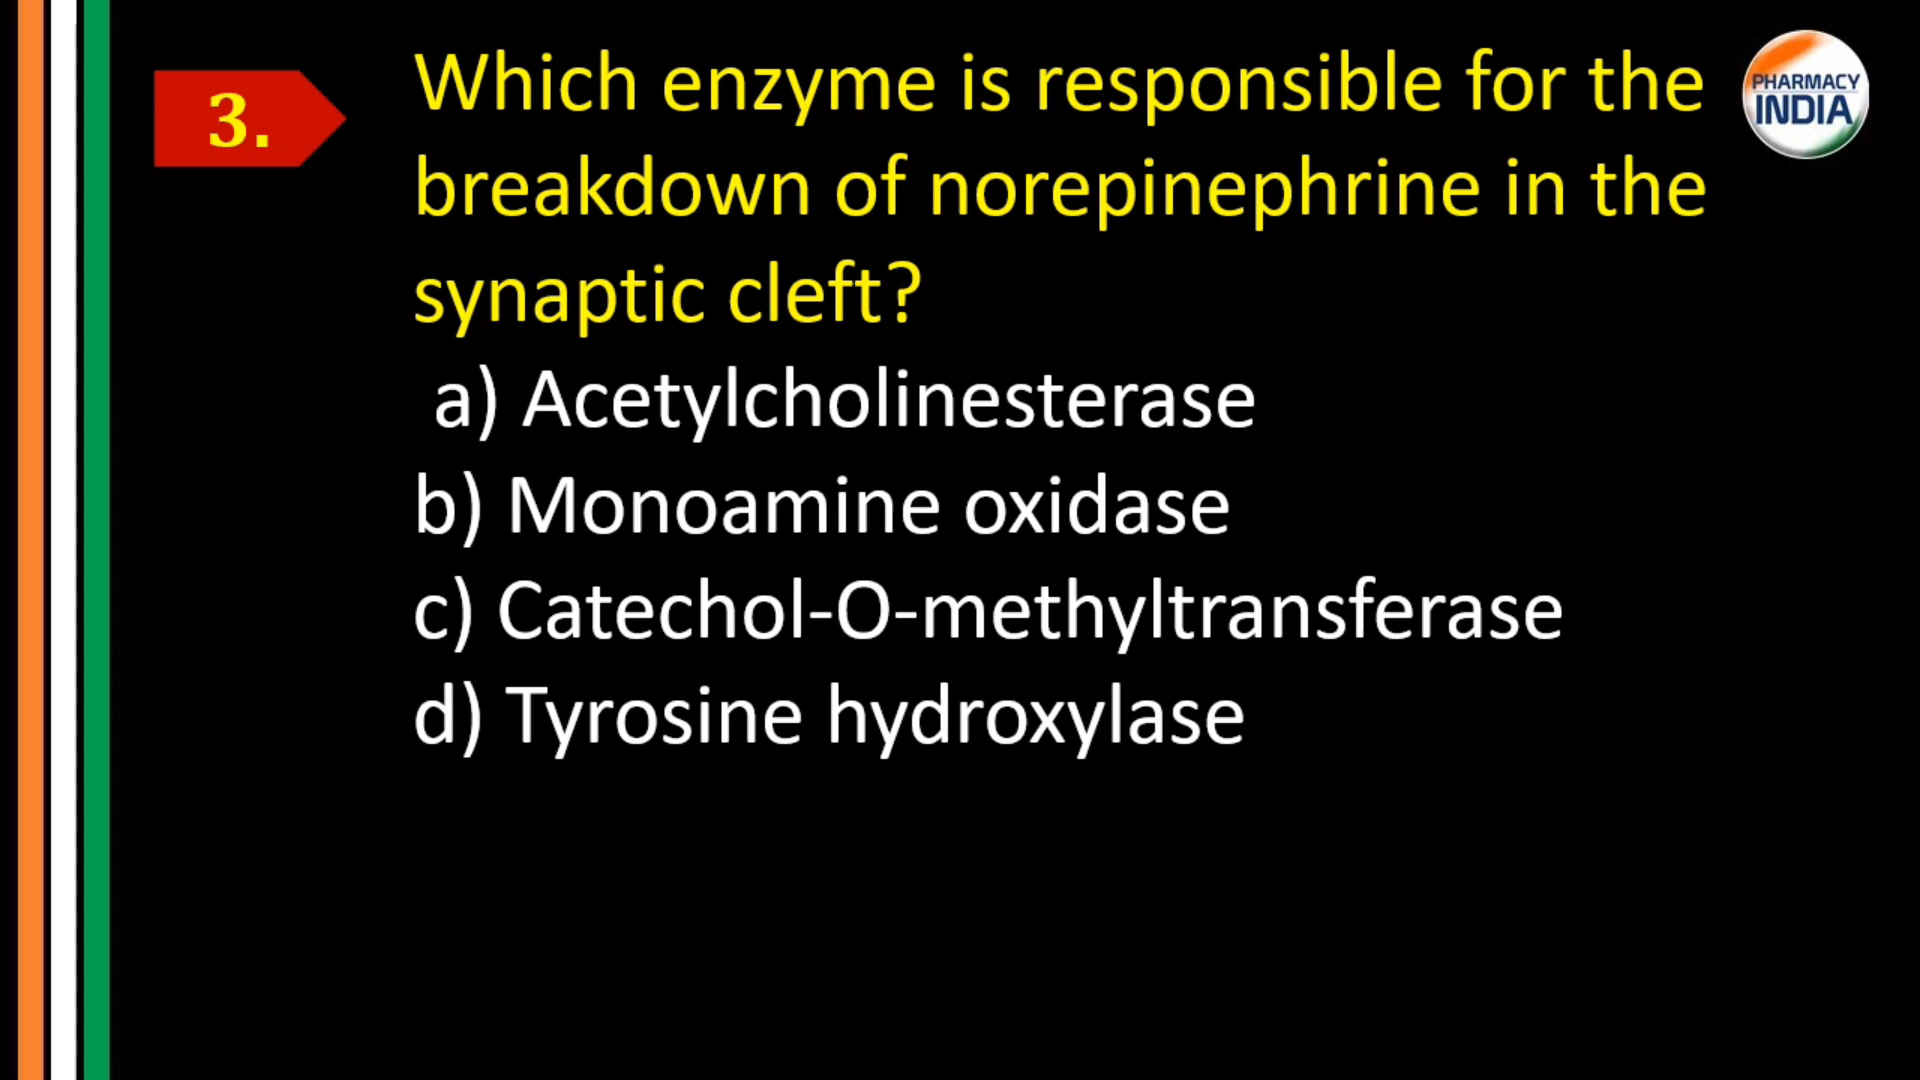 3.
Which enzyme is responsible for the
breakdown of norepinephrine in the
synaptic cleft?
a) Acetylcholinesterase
b) Monoamine oxidase
c) Catechol-O-methyltransferase
d) Tyrosine hydroxylase
PHARMACY
INDIA